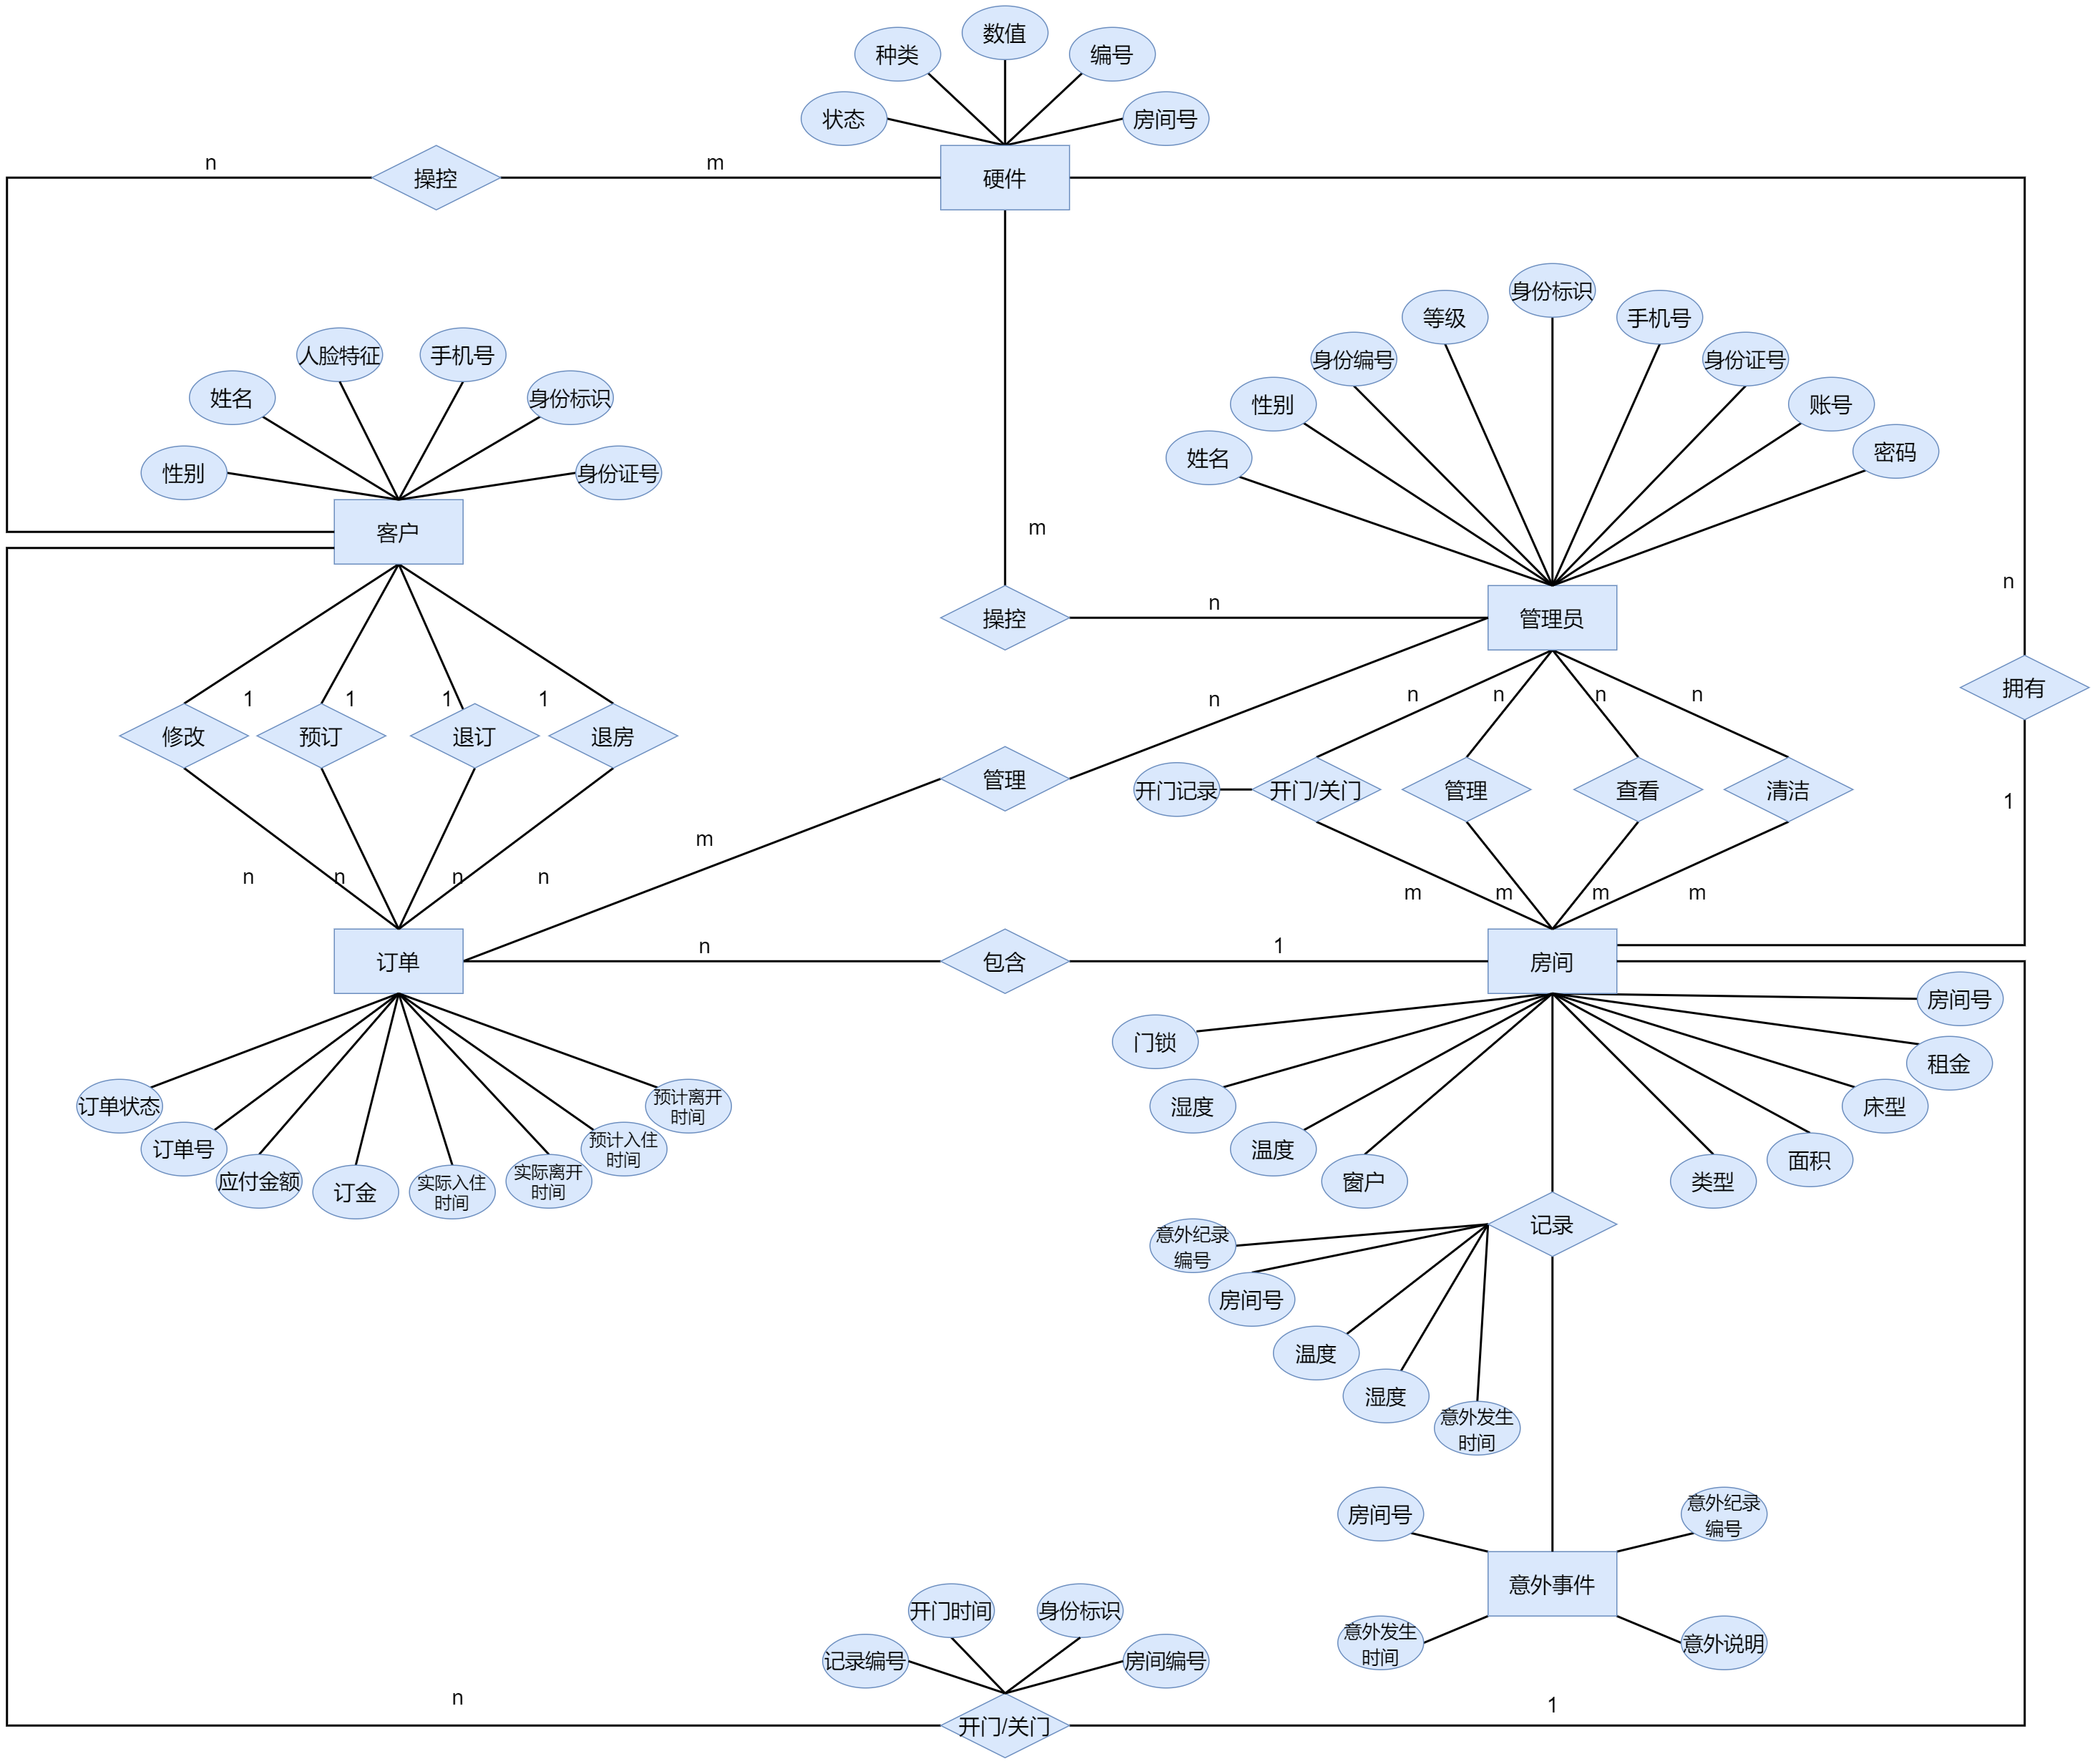 数值
种类
编号
状态
房间号
n
操控
m
硬件
身份标识
等级
手机号
人脸特征
手机号
身份编号
身份证号
姓名
身份标识
性别
账号
性别
身份证号
姓名
密码
客户
m
n
操控
n
管理员
n
1
1
1
1
n
n
n
n
n
拥有
修改
预订
退订
退房
管理
开门记录
开门/关门
管理
查看
清洁
1
m
n
n
n
n
m
m
m
m
订单
n
包含
1
房间
房间号
门锁
租金
订单状态
预计离开
时间
湿度
床型
订单号
预计入住
时间
温度
面积
应付金额
订金
实际入住
时间
实际离开
时间
窗户
类型
记录
意外纪录
编号
房间号
温度
湿度
意外发生
时间
房间号
意外纪录
编号
意外事件
开门时间
身份标识
意外发生
时间
意外说明
记录编号
房间编号
n
开门/关门
1